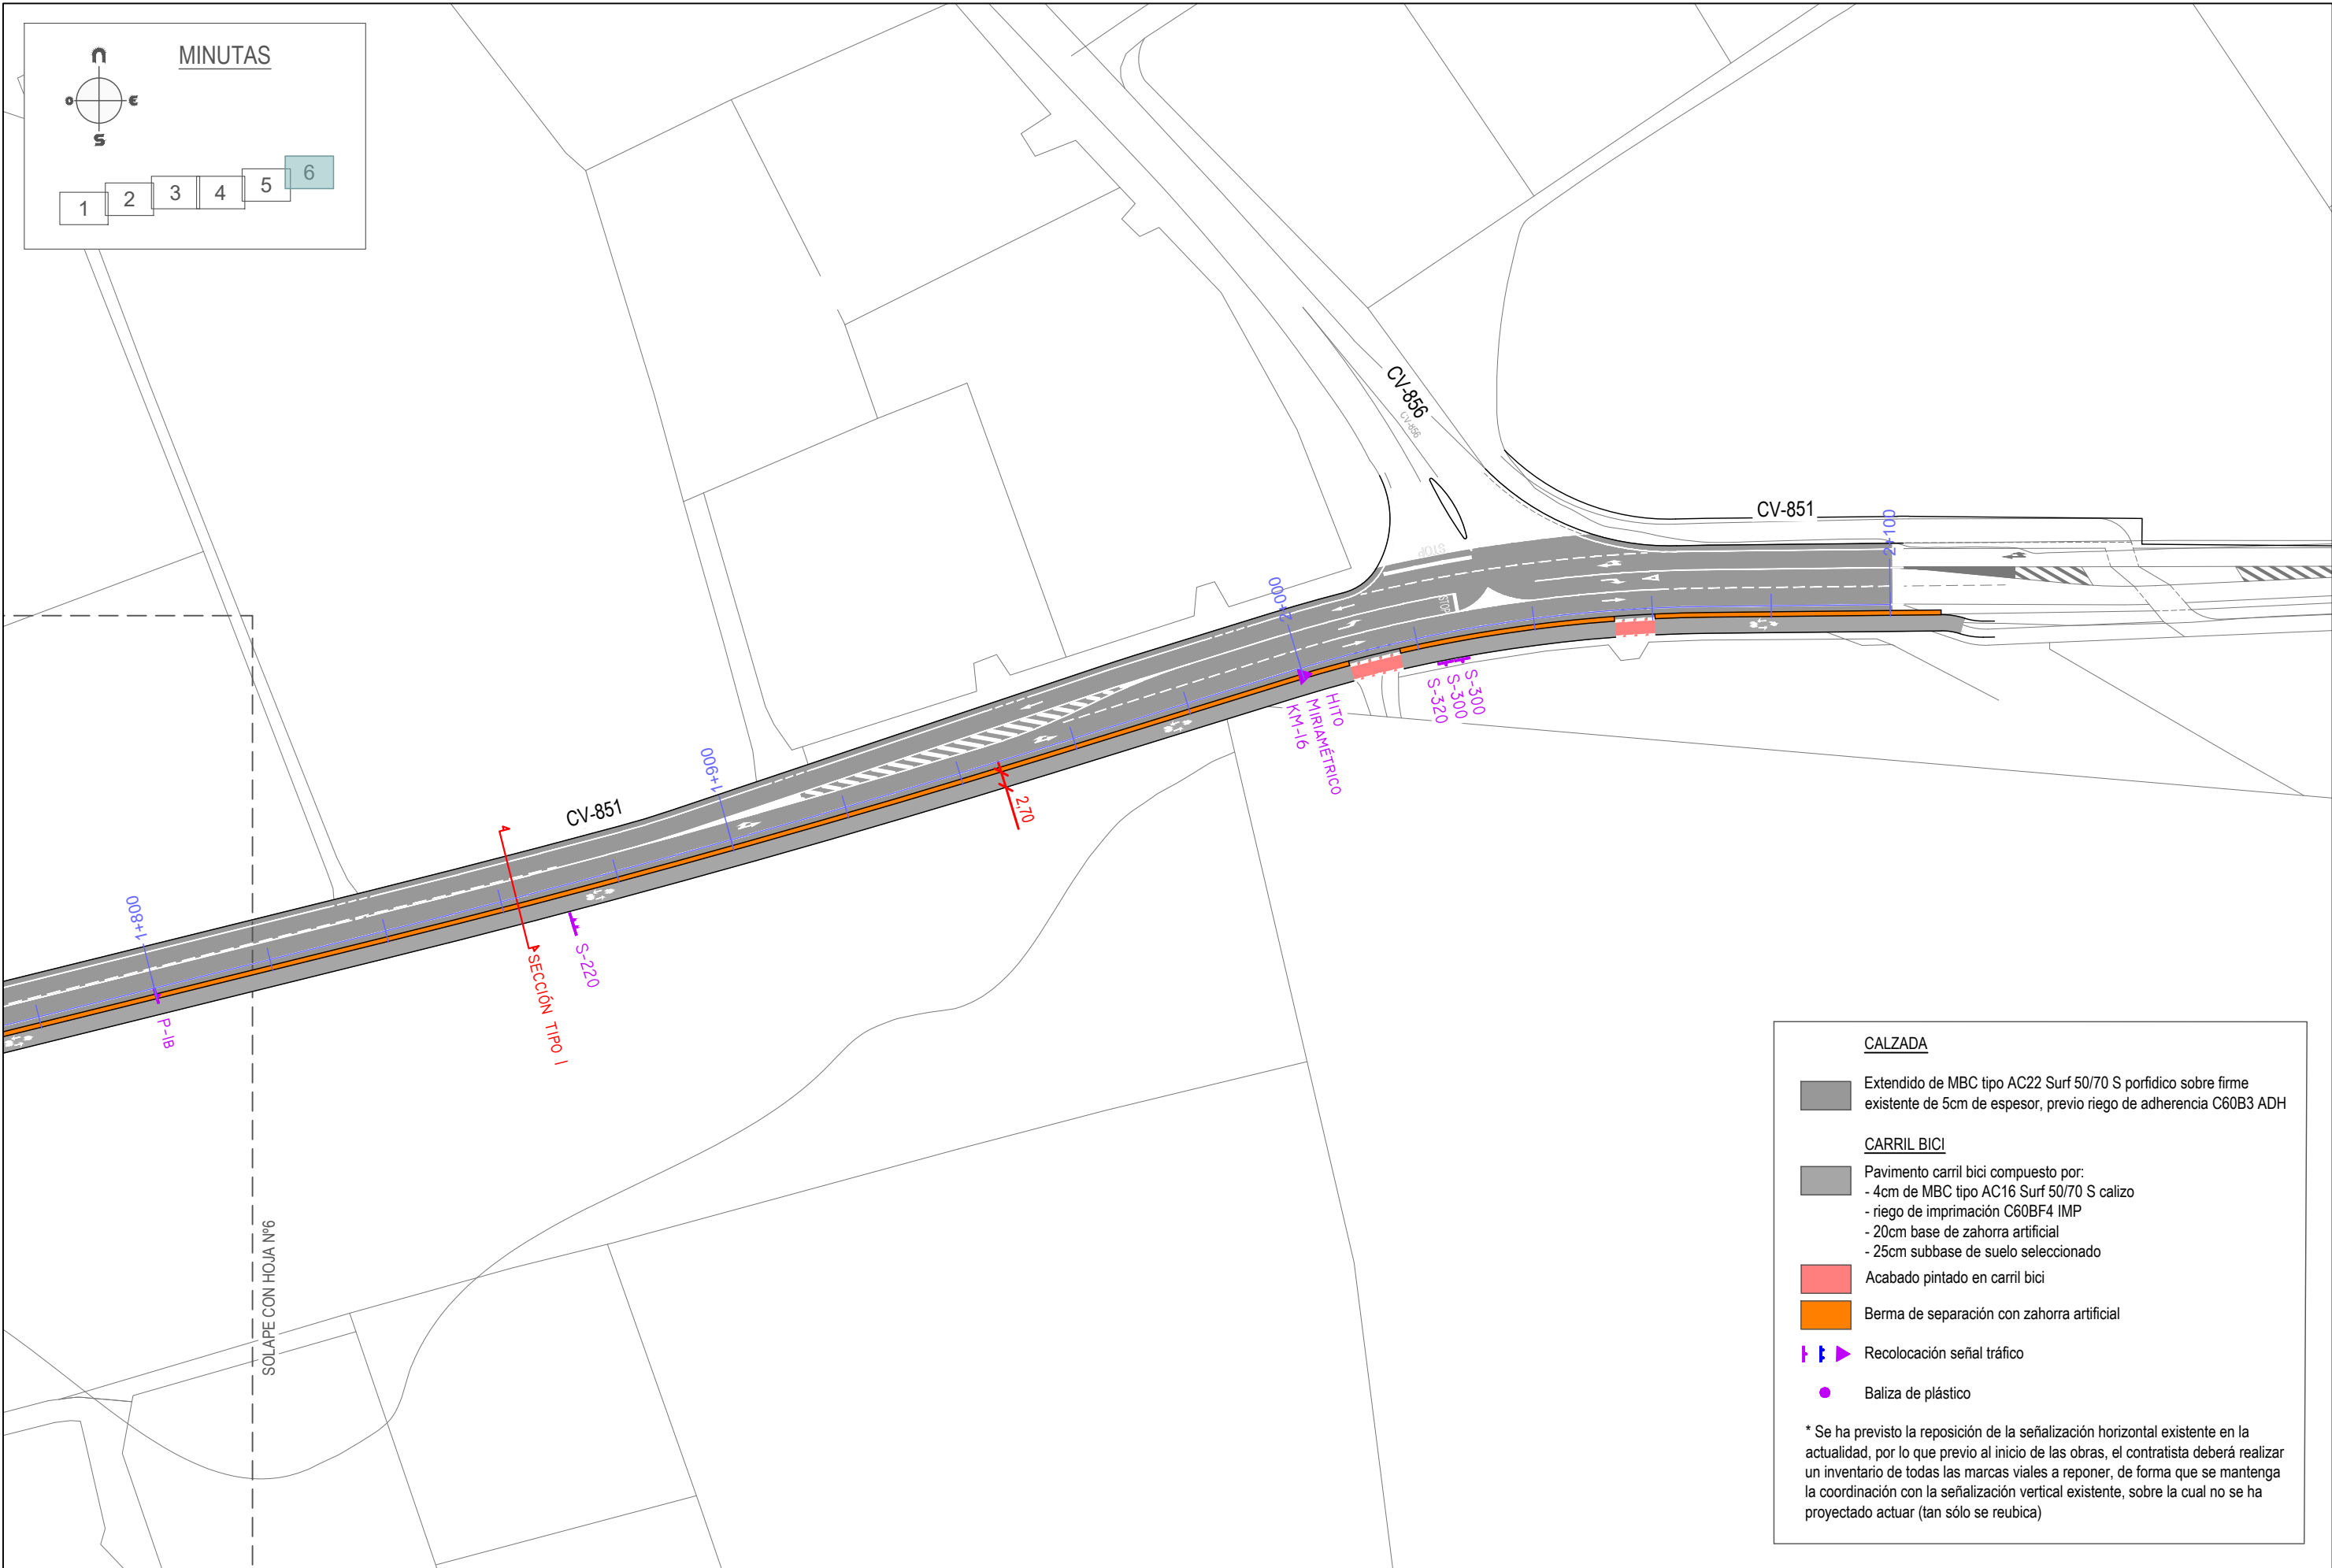 MINUTAS
n
o
€
s
1
2
3
4
5
6
CV-856
CV-856
CV-851
2+100
STOP
STOP
2+000
HITO
MIRIAMÉTRICO
KM-16
S-300
S-300
S-320
1+900
2,70
CV-851
1+800
P-1B
SECCIÓN TIPO 1
S-220
SOLAPE CON HOJA Nº6
CALZADA
Extendido de MBC tipo AC22 Surf 50/70 S porfidico sobre firme
existente de 5cm de espesor, previo riego de adherencia C60B3 ADH
CARRIL BICI
Pavimento carril bici compuesto por:
- 4cm de MBC tipo AC16 Surf 50/70 S calizo
- riego de imprimación C60BF4 IMP
- 20cm base de zahorra artificial
- 25cm subbase de suelo seleccionado
Acabado pintado en carril bici
Berma de separación con zahorra artificial
Recolocación señal tráfico
Baliza de plástico
* Se ha previsto la reposición de la señalización horizontal existente en la
actualidad, por lo que previo al inicio de las obras, el contratista deberá realizar
un inventario de todas las marcas viales a reponer, de forma que se mantenga
la coordinación con la señalización vertical existente, sobre la cual no se ha
proyectado actuar (tan sólo se reubica)